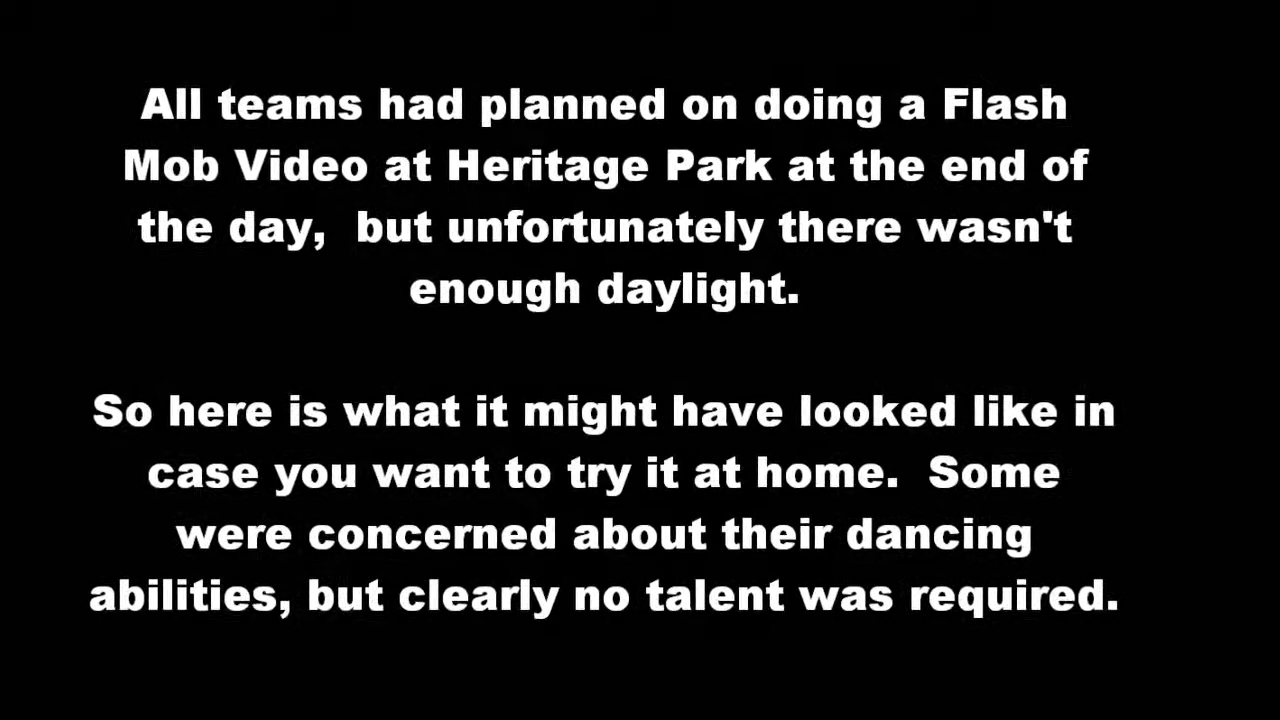 All teams had planned on doing a Flash
Mob Video at Heritage Park at the end of
the day,  but unfortunately there wasn't
enough daylight.
So here is what it might have looked like in
case you want to try it at home.  Some
were concerned about their dancing
abilities, but clearly no talent was required.